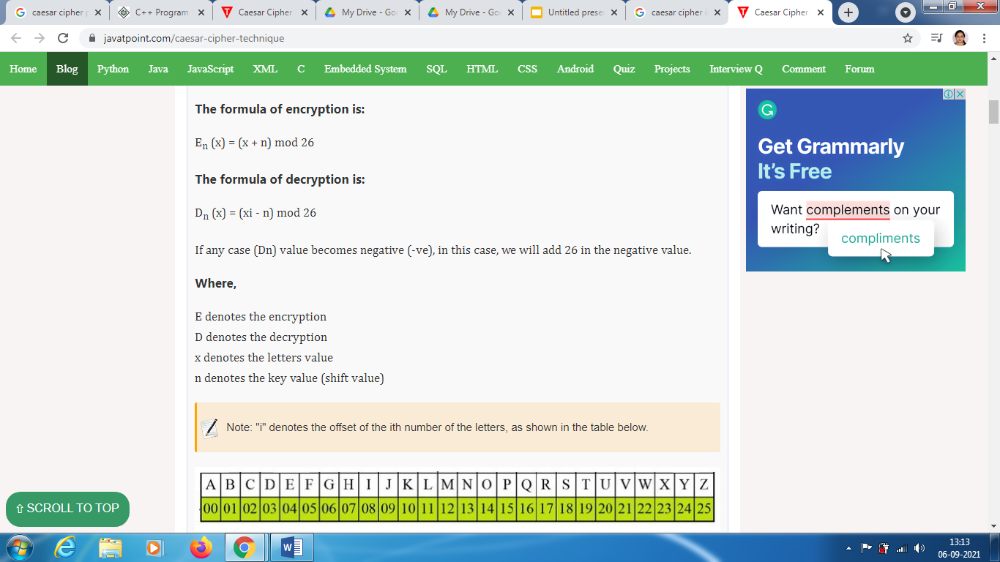 caesar cipher p
C++ Program
Caesar Cipher
My Drive - Goo
My Drive - Goo
Untitled prese
caesar cipher i
Caesar Cipher
javatpoint.com/caesar-cipher-technique
Home Blog Python Java JavaScript XML C Embedded System SQL HTML CSS Android Quiz Projects Interview Q Comment Forum
The formula of encryption is:
En (x) = (x + n) mod 26
The formula of decryption is:
Dn (x) = (xi - n) mod 26
If any case (Dn) value becomes negative (-ve), in this case, we will add 26 in the negative value.
Where,
E denotes the encryption
D denotes the decryption
x denotes the letters value
n denotes the key value (shift value)
Note: "i" denotes the offset of the ith number of the letters, as shown in the table below.
A B C D E F G H I J K L M N O P Q R S T U V W X Y Z
00 01 02 03 04 05 06 07 08 09 10 11 12 13 14 15 16 17 18 19 20 21 22 23 24 25
Get Grammarly
It's Free
Want complements on your
writing?
compliments
⇧ SCROLL TO TOP
13:13
06-09-2021